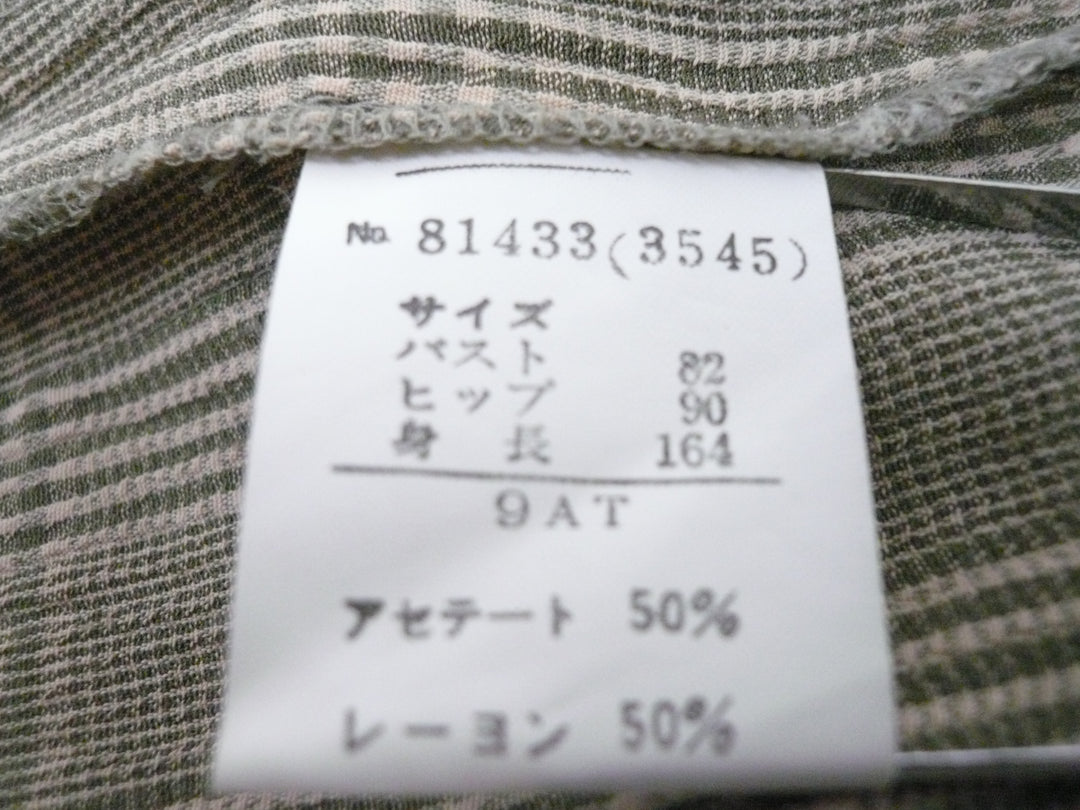 No. 81433(3545)
サイズ
バスト 82
ヒップ 90
身長 164
9AT
アセテート 50%
レーヨン 50%